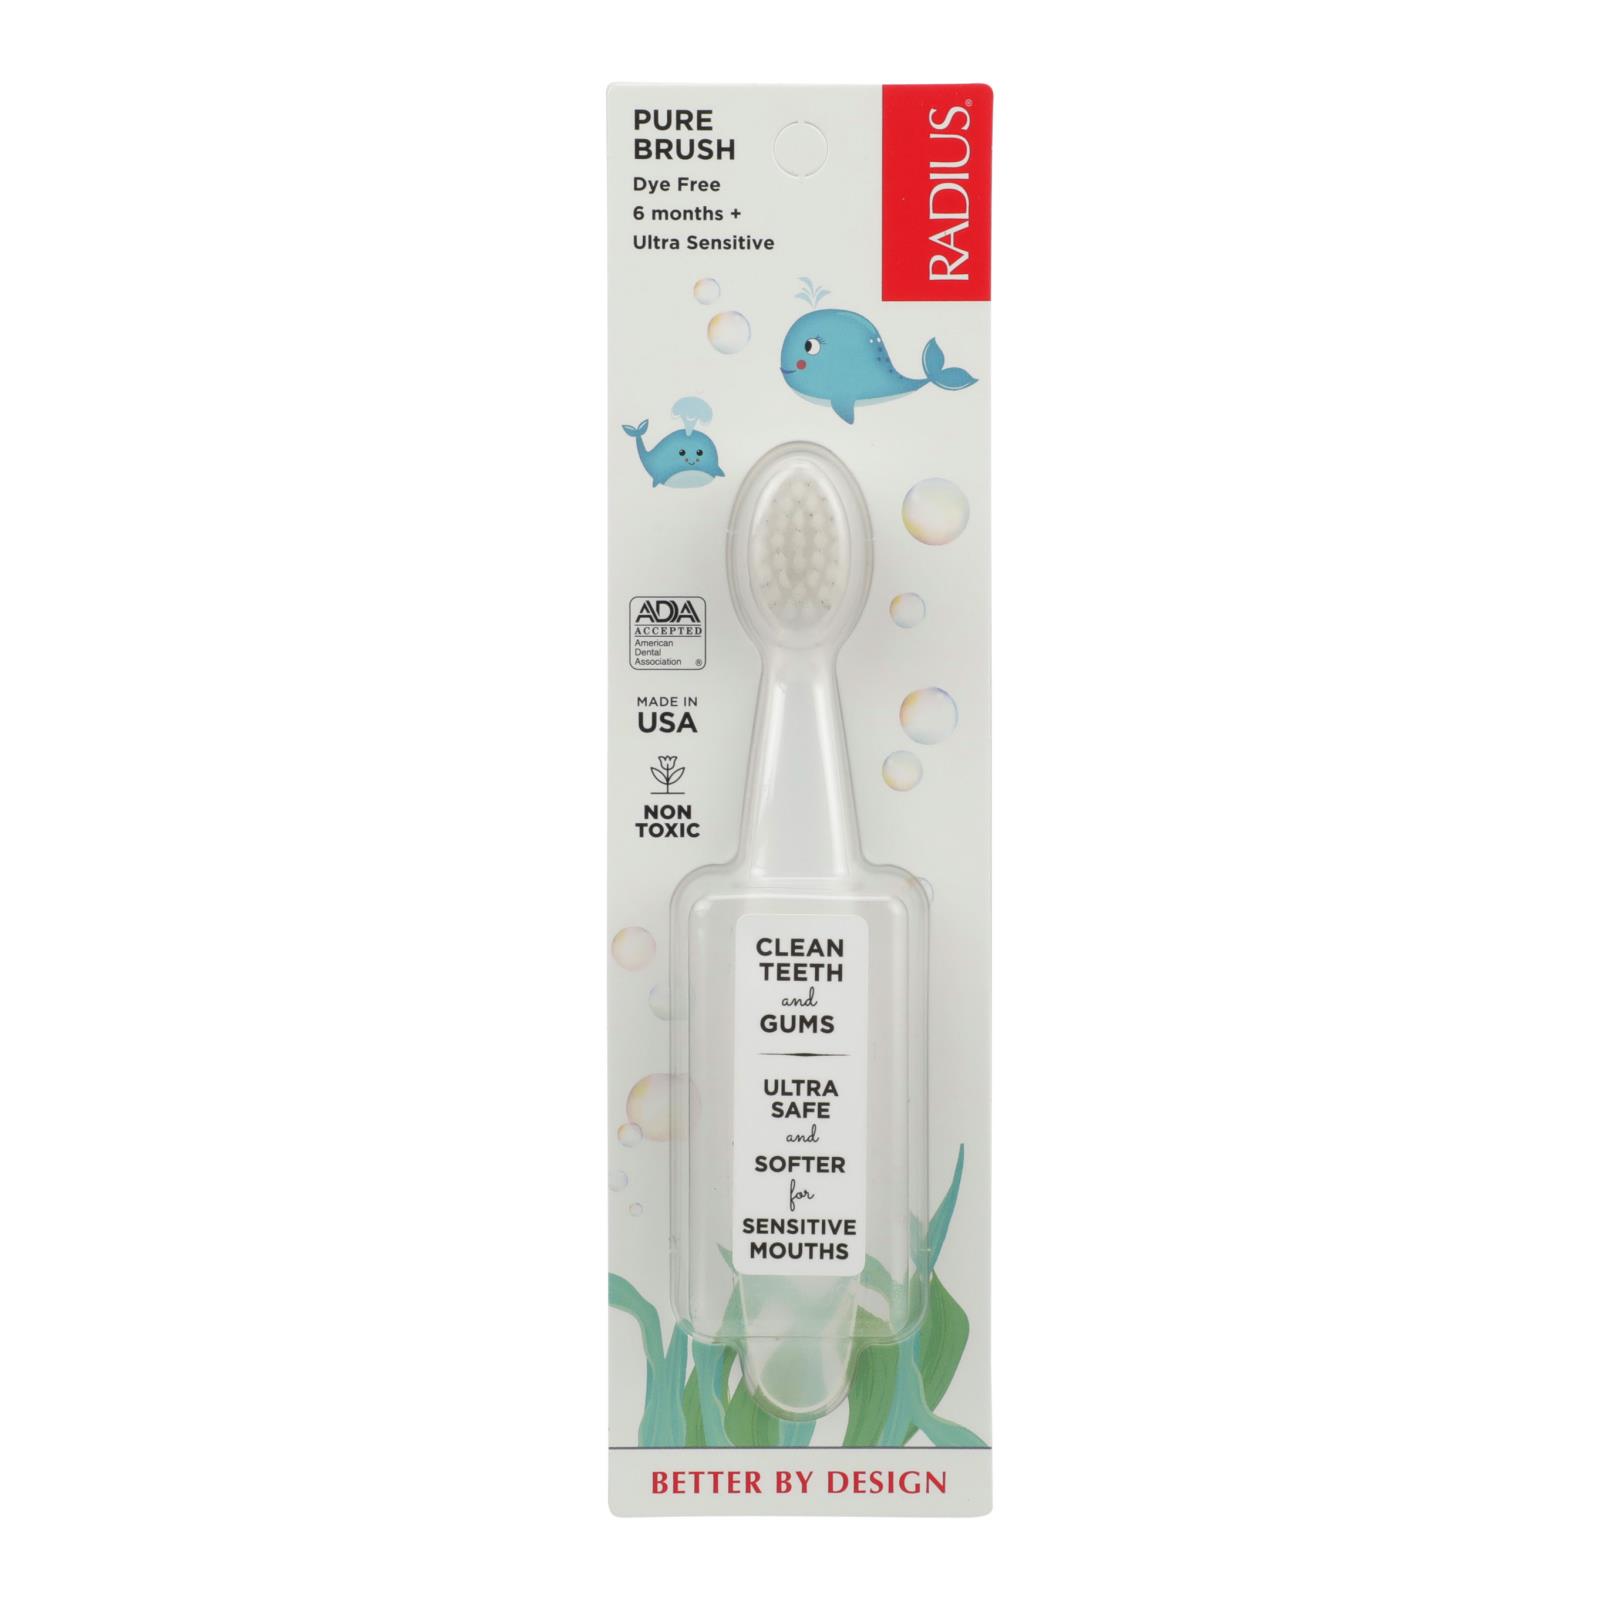 PURE
BRUSH
Dye Free
6 months +
Ultra Sensitive
RADIUS®
ADA
ACCEPTED
American
Dental
Association ®
MADE IN
USA
NON
TOXIC
CLEAN
TEETH
and
GUMS
ULTRA
SAFE
and
SOFTER
for
SENSITIVE
MOUTHS
BETTER BY DESIGN